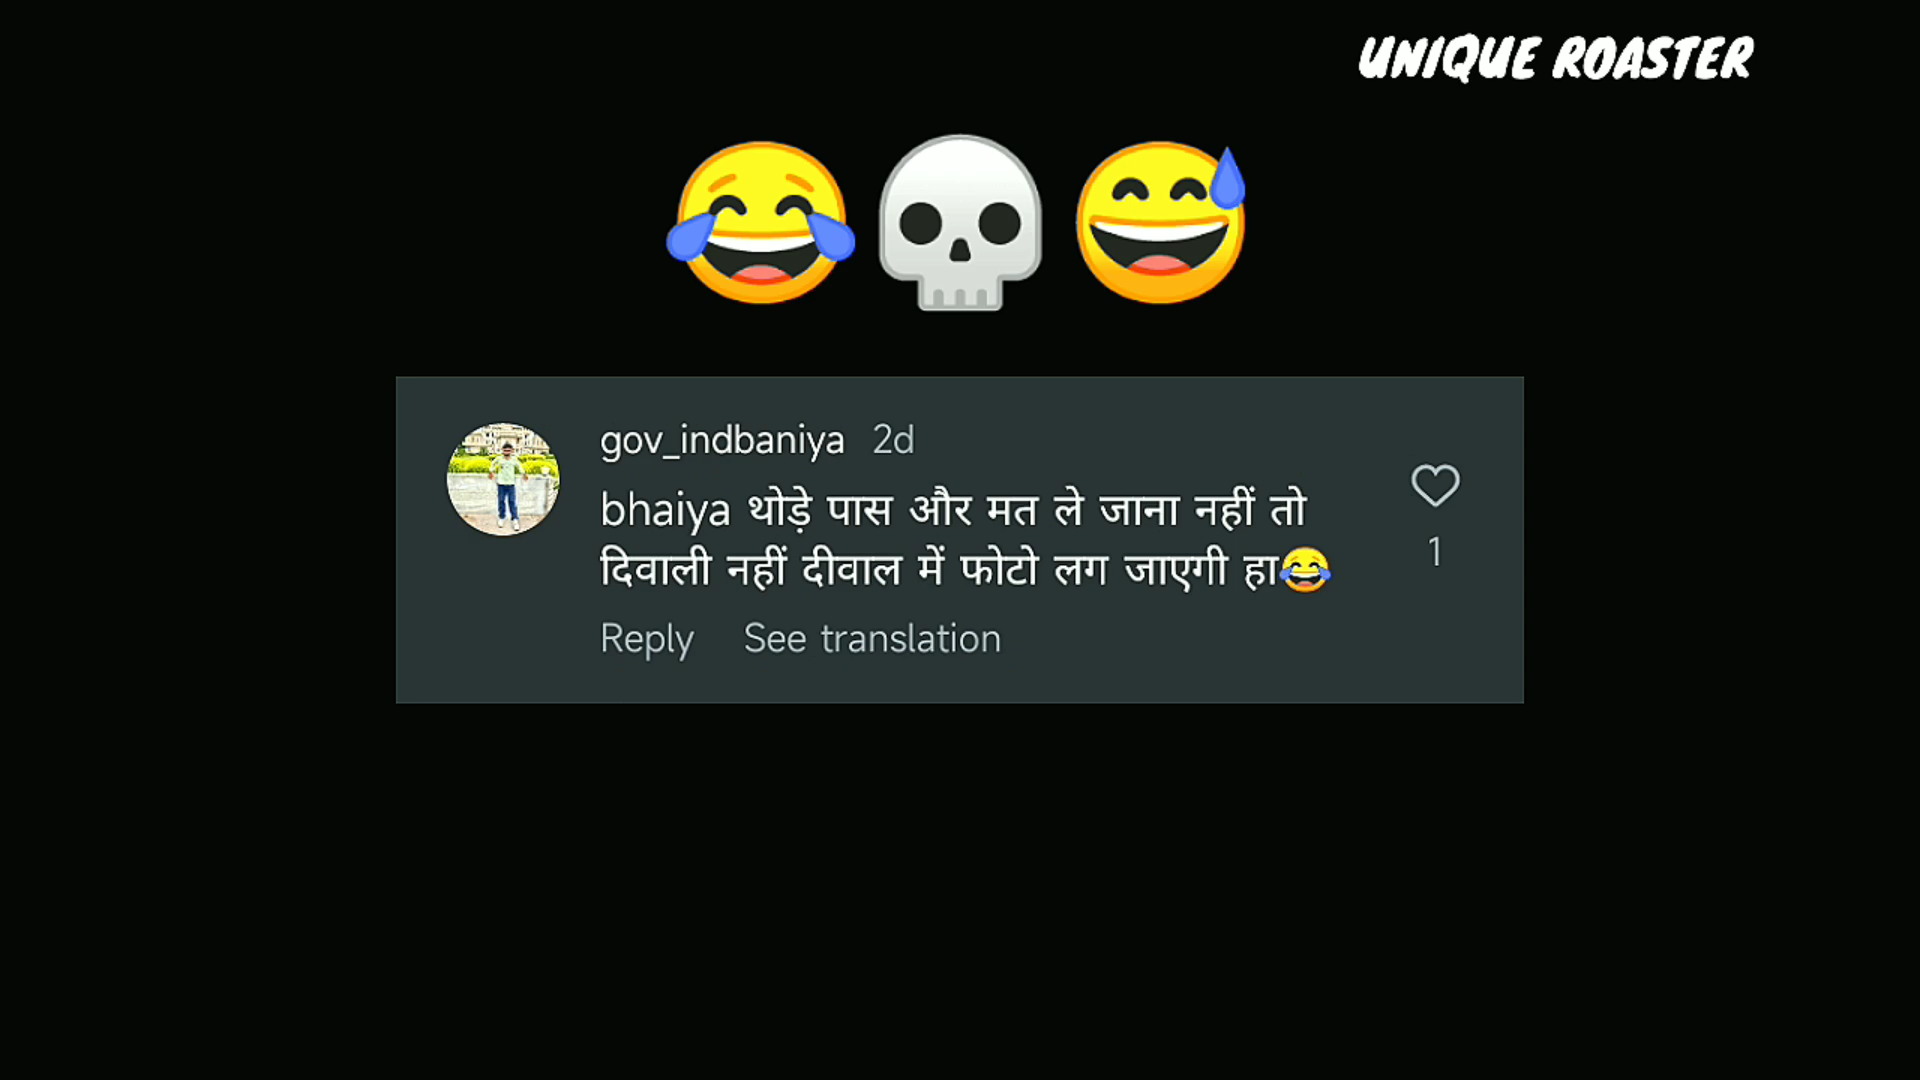 UNIQUE ROASTER
😂💀😅
gov_indbaniya 2d
bhaiya थोड़े पास और मत ले जाना नहीं तो
दिवाली नहीं दीवाल में फोटो लग जाएगी हा😂
1
Reply See translation